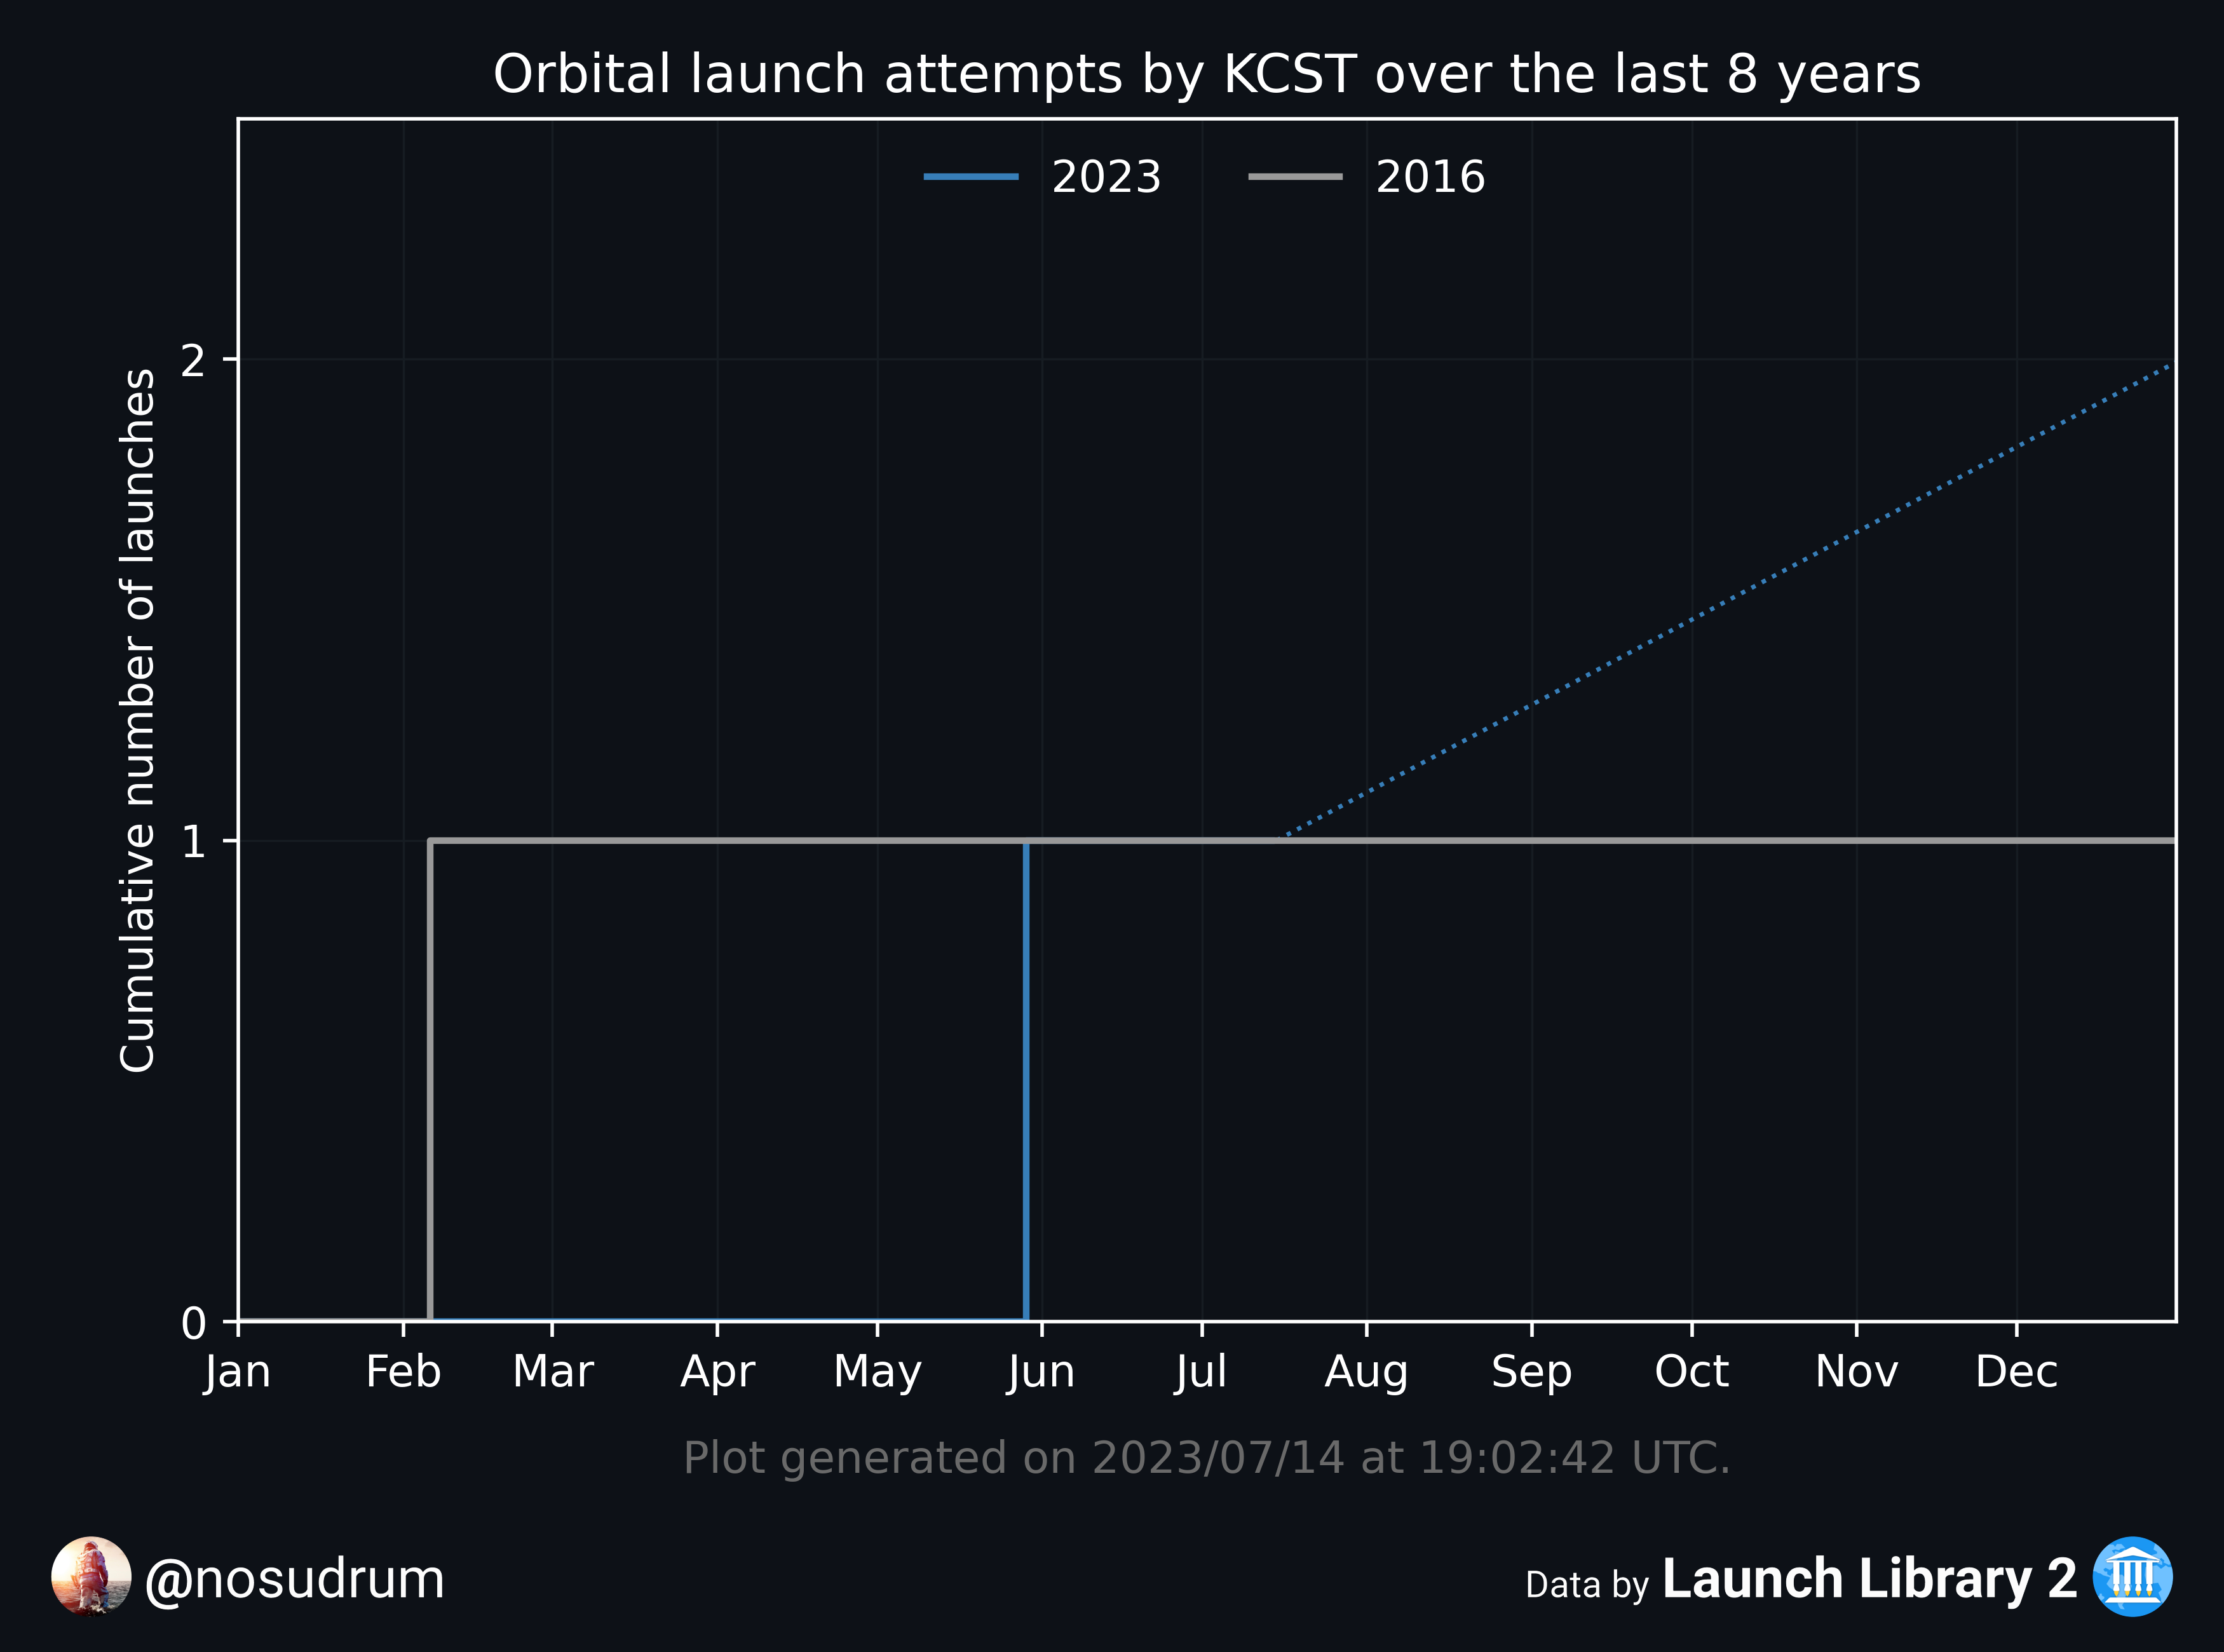 Orbital launch attempts by KCST over the last 8 years
2023
2016
Cumulative number of launches
2
1
0
Jan Feb Mar Apr May Jun Jul Aug Sep Oct Nov Dec
Plot generated on 2023/07/14 at 19:02:42 UTC.
@nosudrum
Data by Launch Library 2